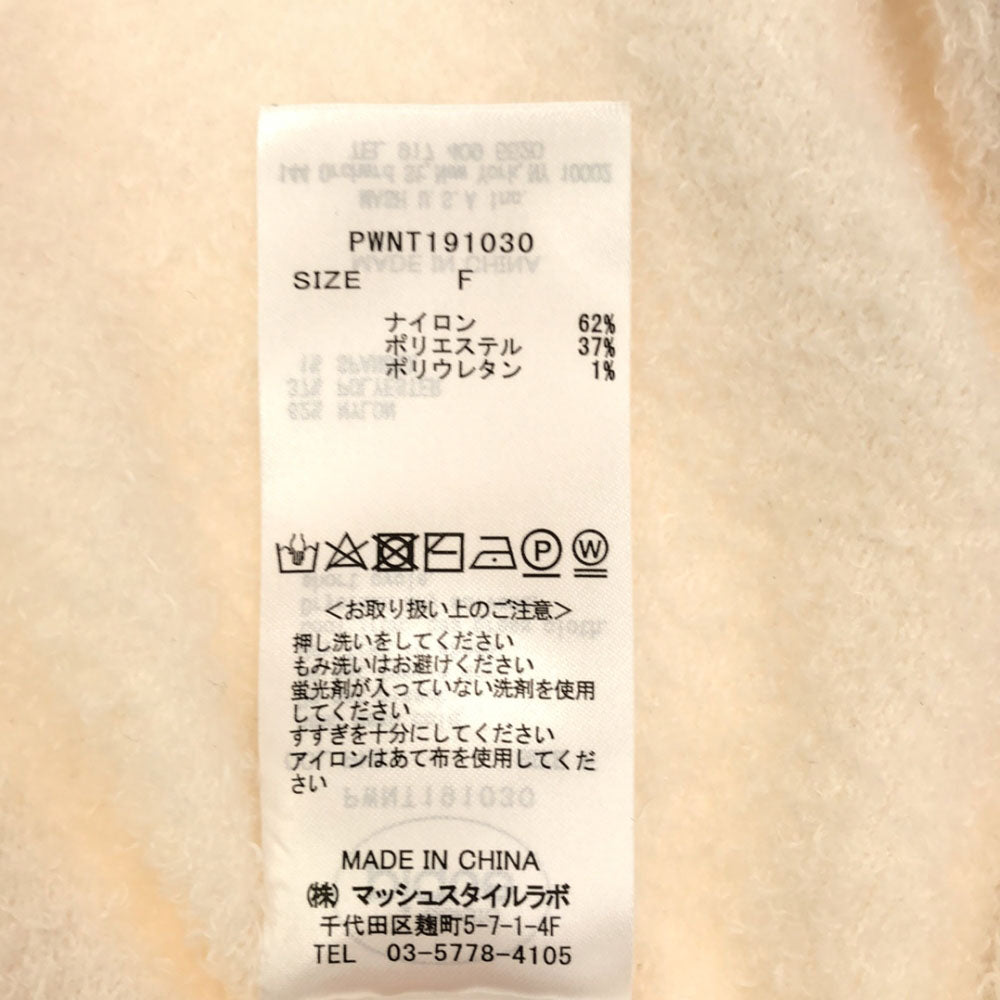 PWNT191030
SIZE F
ナイロン 62%
ポリエステル 37%
ポリウレタン 1%
P W
<お取り扱い上のご注意>
押し洗いをしてください
もみ洗いはお避けください
蛍光剤が入っていない洗剤を使用
してください
すすぎを十分にしてください
アイロンはあて布を使用してくだ
さい
MADE IN CHINA
㈱ マッシュスタイルラボ
千代田区麹町5-7-1-4F
TEL 03-5778-4105